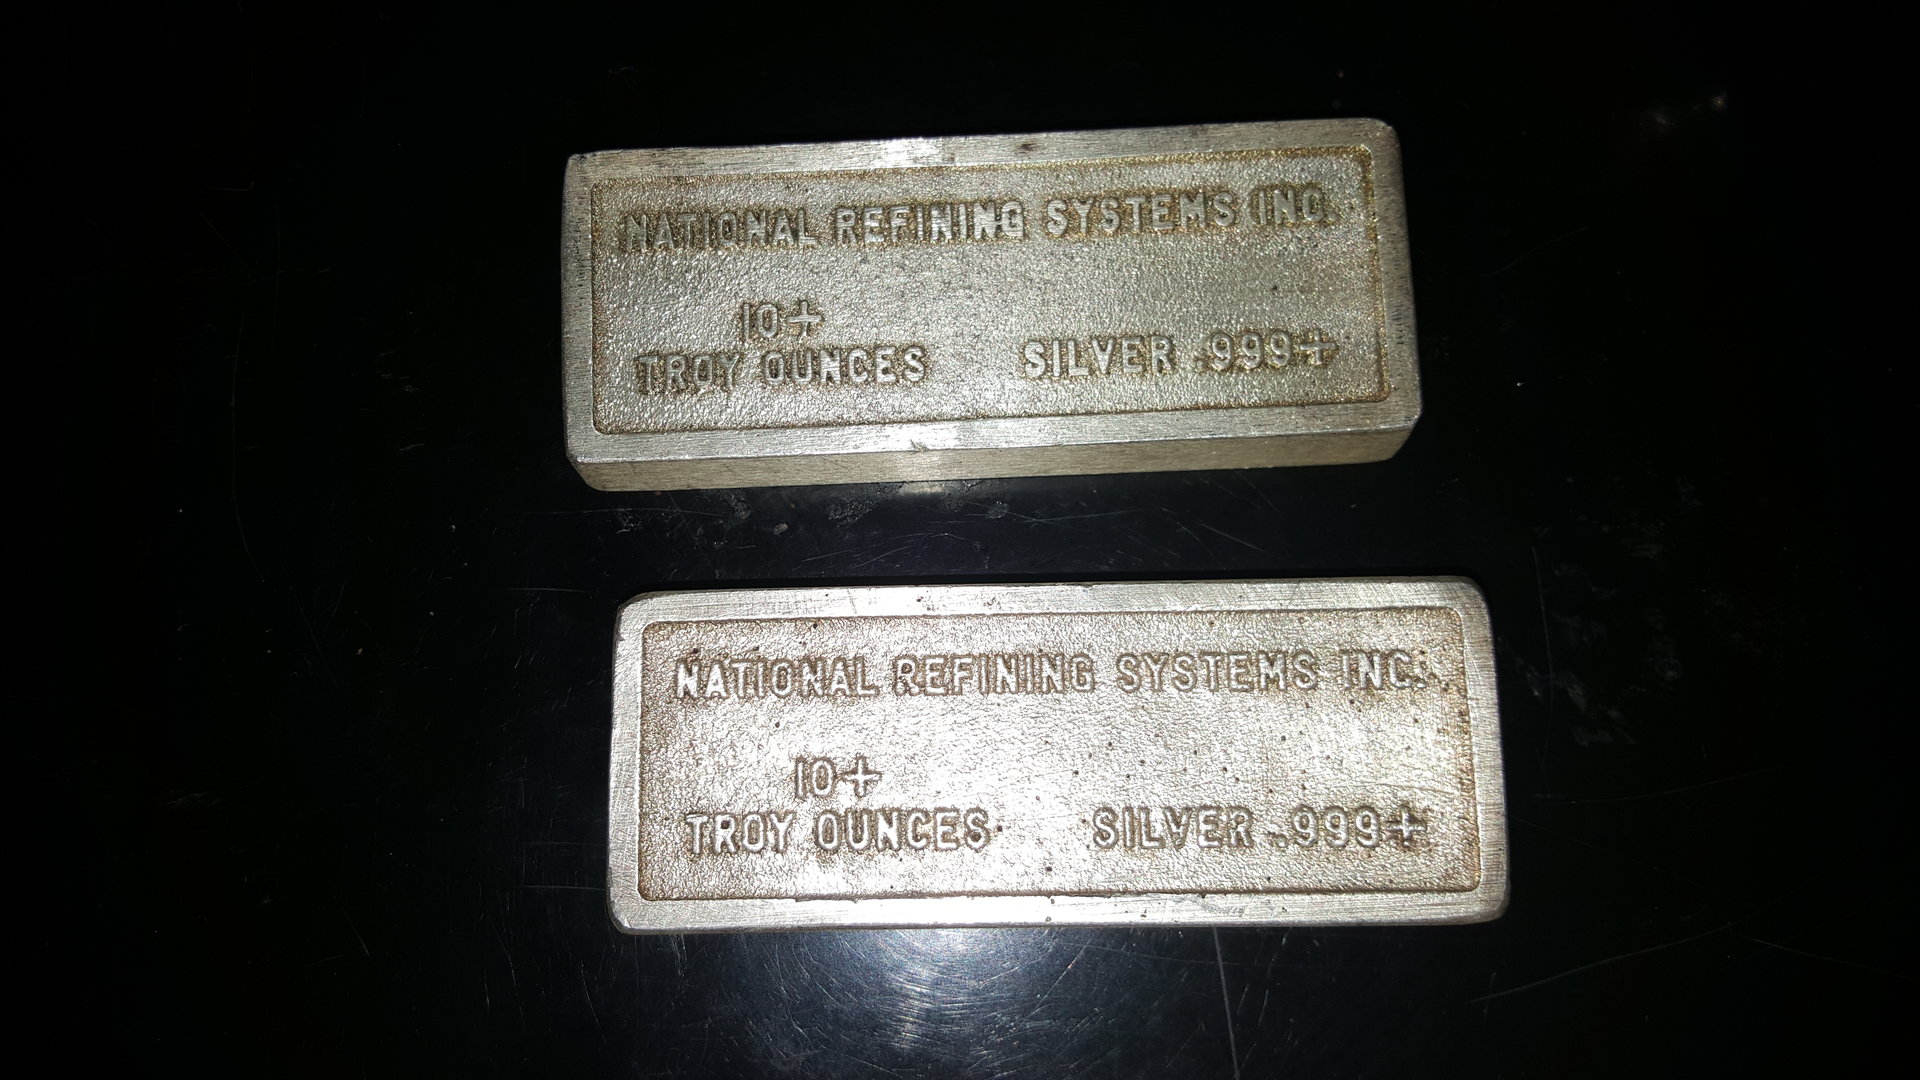 NATIONAL REFINING SYSTEMS INC.
10+
TROY OUNCES SILVER .999+
NATIONAL REFINING SYSTEMS INC.
10+
TROY OUNCES SILVER .999+